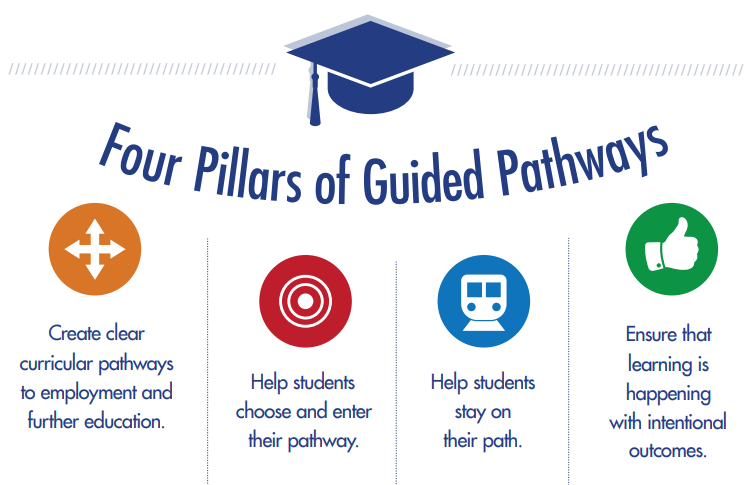 Four Pillars of Guided Pathways
Create clear
curricular pathways
to employment and
further education.
Help students
choose and enter
their pathway.
Help students
stay on
their path.
Ensure that
learning is
happening
with intentional
outcomes.